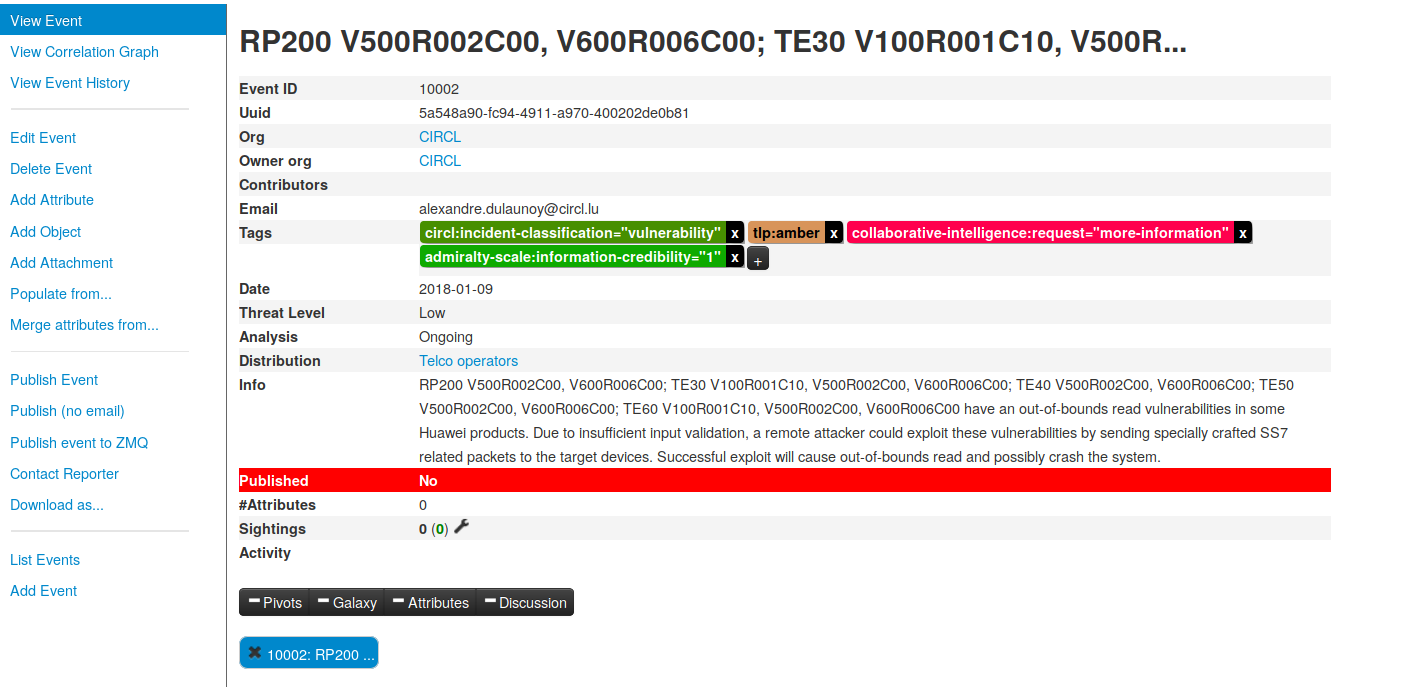 View Event
View Correlation Graph
View Event History
Edit Event
Delete Event
Add Attribute
Add Object
Add Attachment
Populate from...
Merge attributes from...
Publish Event
Publish (no email)
Publish event to ZMQ
Contact Reporter
Download as...
List Events
Add Event
RP200 V500R002C00, V600R006C00; TE30 V100R001C10, V500R...
Event ID 10002
Uuid 5a548a90-fc94-4911-a970-400202de0b81
Org CIRCL
Owner org CIRCL
Contributors
Email alexandre.dulaunoy@circl.lu
Tags circl:incident-classification="vulnerability" x tlp:amber x collaborative-intelligence:request="more-information" x
admiralty-scale:information-credibility="1" x +
Date 2018-01-09
Threat Level Low
Analysis Ongoing
Distribution Telco operators
Info RP200 V500R002C00, V600R006C00; TE30 V100R001C10, V500R002C00, V600R006C00; TE40 V500R002C00, V600R006C00; TE50
V500R002C00, V600R006C00; TE60 V100R001C10, V500R002C00, V600R006C00 have an out-of-bounds read vulnerabilities in some
Huawei products. Due to insufficient input validation, a remote attacker could exploit these vulnerabilities by sending specially crafted SS7
related packets to the target devices. Successful exploit will cause out-of-bounds read and possibly crash the system.
Published No
#Attributes 0
Sightings 0 (0)
Activity
Pivots Galaxy Attributes Discussion
10002: RP200 ...